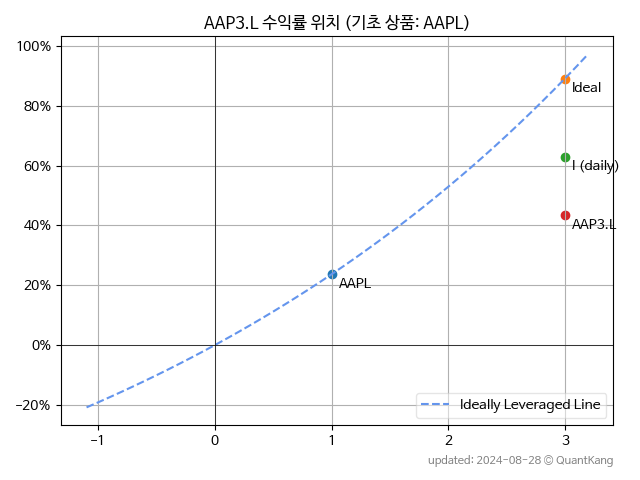 AAP3.L 수익률 위치 (기초 상품: AAPL)
100%
80%
60%
40%
20%
0%
−20%
Ideal
I (daily)
AAP3.L
AAPL
Ideally Leveraged Line
−1
0
1
2
3
updated: 2024-08-28 © QuantKang